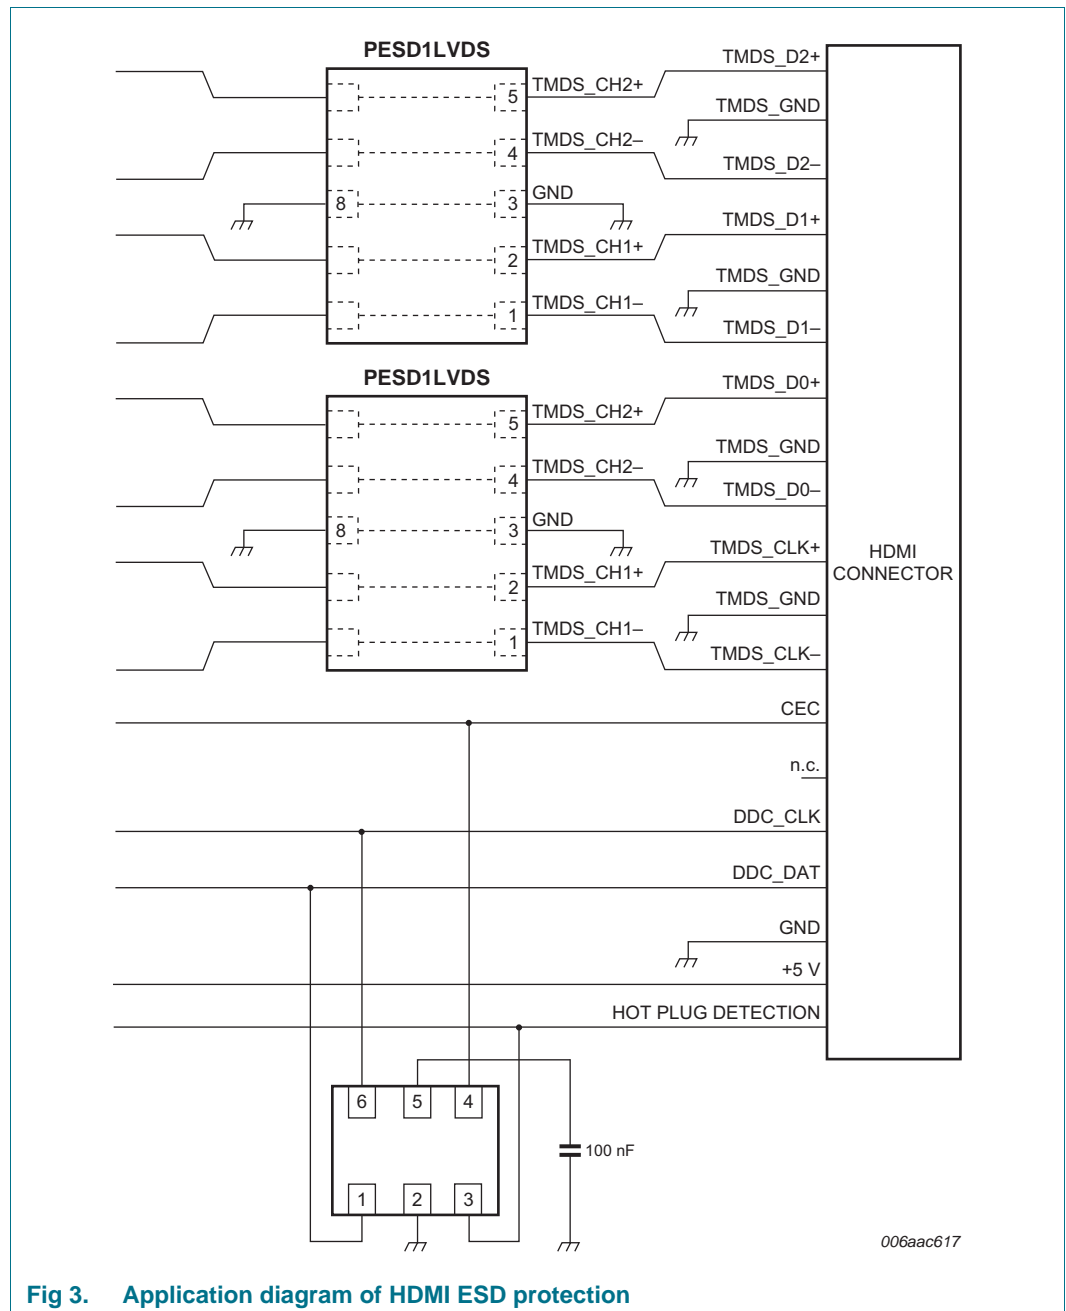 PESD1LVDS
TMDS_D2+
5 TMDS_CH2+
TMDS_GND
4 TMDS_CH2–
TMDS_D2–
8 3 GND
TMDS_D1+
2 TMDS_CH1+
TMDS_GND
1 TMDS_CH1–
TMDS_D1–
PESD1LVDS
TMDS_D0+
5 TMDS_CH2+
TMDS_GND
4 TMDS_CH2–
TMDS_D0–
8 3 GND
TMDS_CLK+
HDMI
CONNECTOR
2 TMDS_CH1+
TMDS_GND
1 TMDS_CH1–
TMDS_CLK–
CEC
n.c.
DDC_CLK
DDC_DAT
GND
+5 V
HOT PLUG DETECTION
6 5 4
100 nF
1 2 3
006aac617
Fig 3. Application diagram of HDMI ESD protection